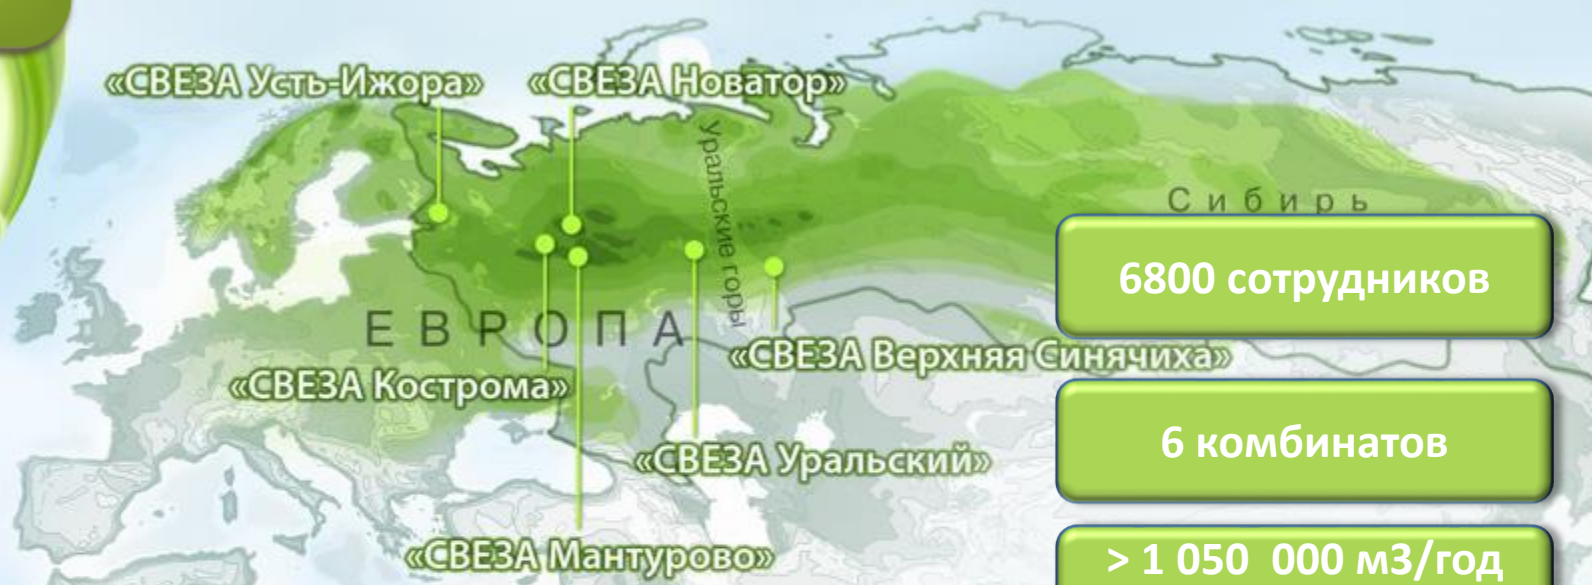 «СВЕЗА Усть-Ижора» «СВЕЗА Новатор»
Уральские горы
Сибирь
6800 сотрудников
ЕВРОПА
«СВЕЗА Верхняя Синячиха»
«СВЕЗА Кострома»
6 комбинатов
«СВЕЗА Уральский»
«СВЕЗА Мантурово»
> 1 050 000 м3/год